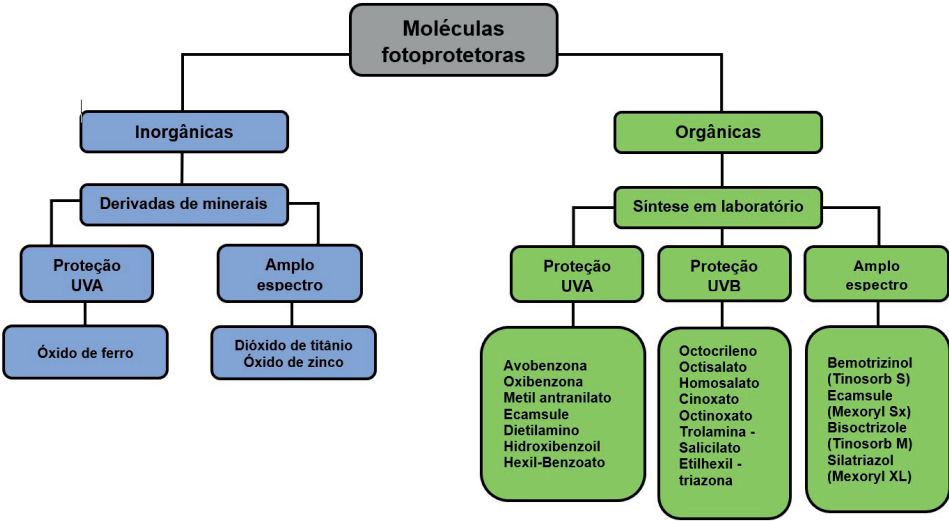 Moléculas
fotoprotetoras
Inorgânicas
Orgânicas
Derivadas de minerais
Síntese em laboratório
Proteção
UVA
Amplo
espectro
Proteção
UVA
Proteção
UVB
Amplo
espectro
Óxido de ferro
Dióxido de titânio
Óxido de zinco
Avobenzona
Oxibenzona
Metil antranilato
Ecamsule
Dietilamino
Hidroxibenzoil
Hexil-Benzoato
Octocrileno
Octisalato
Homosalato
Cinoxato
Octinoxato
Trolamina -
Salicilato
Etilhexil -
triazona
Bemotrizinol
(Tinosorb S)
Ecamsule
(Mexoryl Sx)
Bisoctrizole
(Tinosorb M)
Silatriazol
(Mexoryl XL)